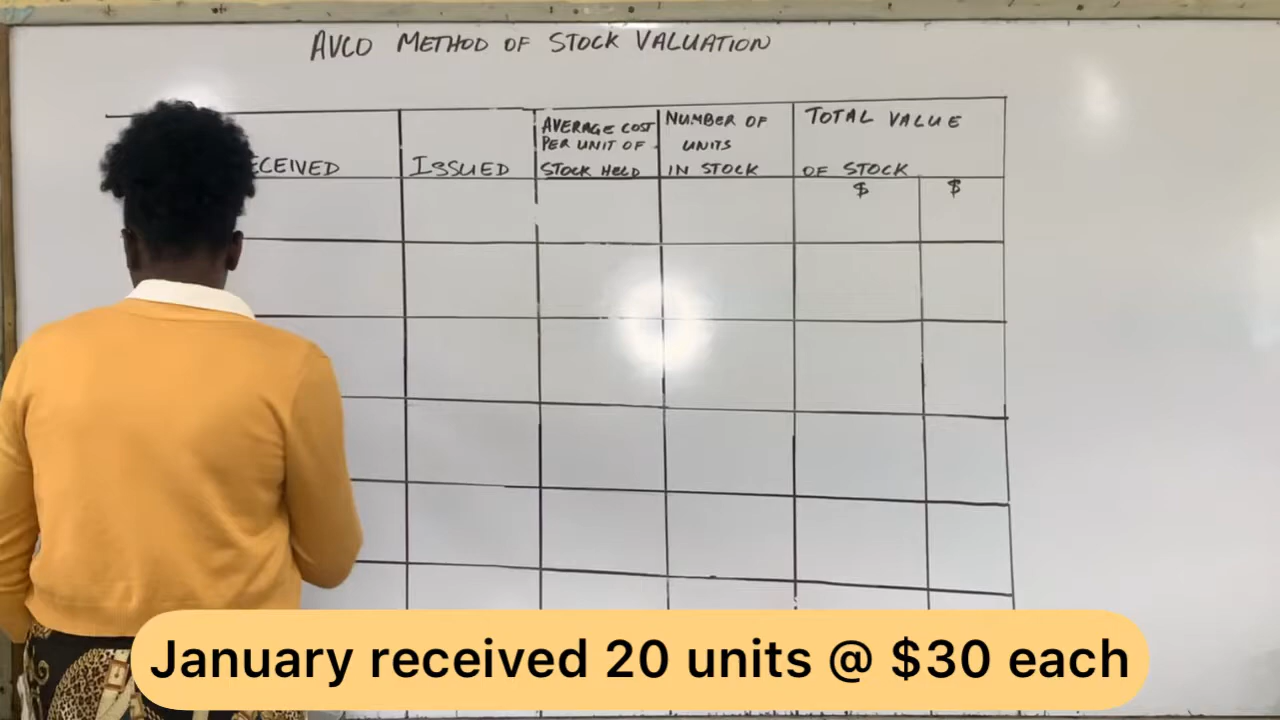 AVCO METHOD OF STOCK VALUATION
ECEIVED
ISSUED
AVERAGE COST
PER UNIT OF
STOCK HELD
NUMBER OF
UNITS
IN STOCK
TOTAL VALUE
OF STOCK
$ $
January received 20 units @ $30 each